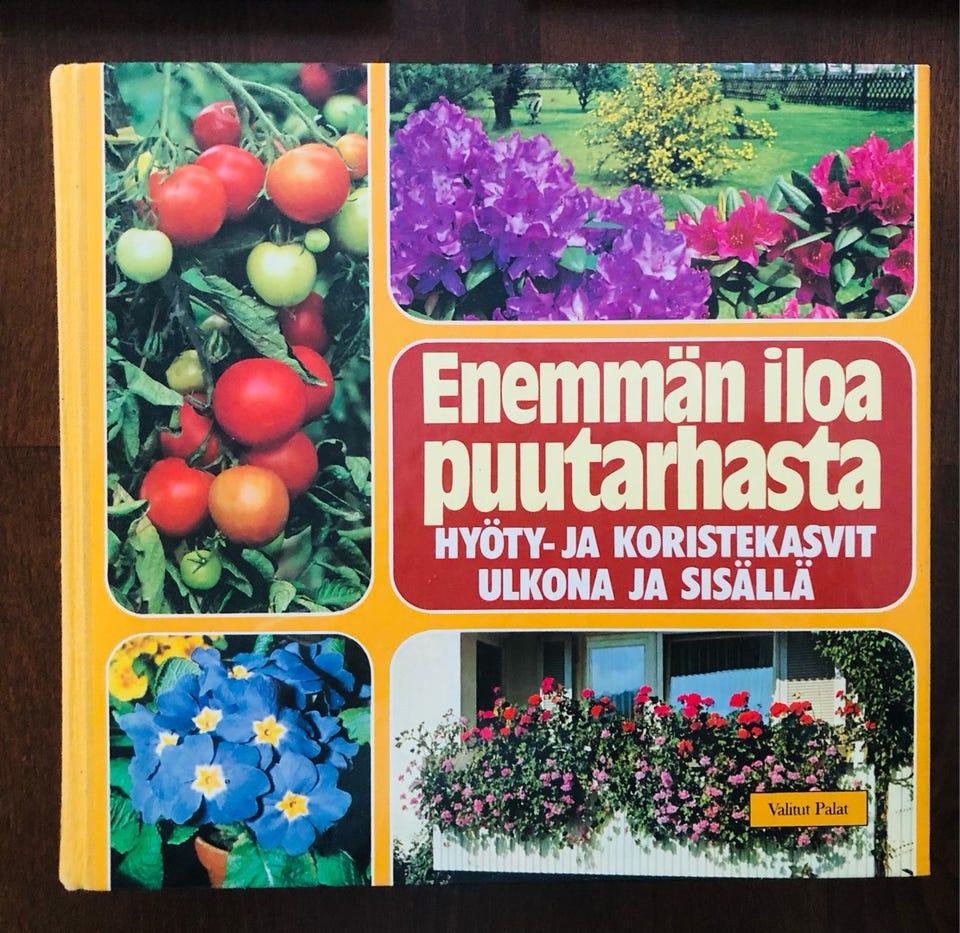 Enemmän iloa
puutarhasta
HYÖTY- JA KORISTEKASVIT
ULKONA JA SISÄLLÄ
Valitut Palat